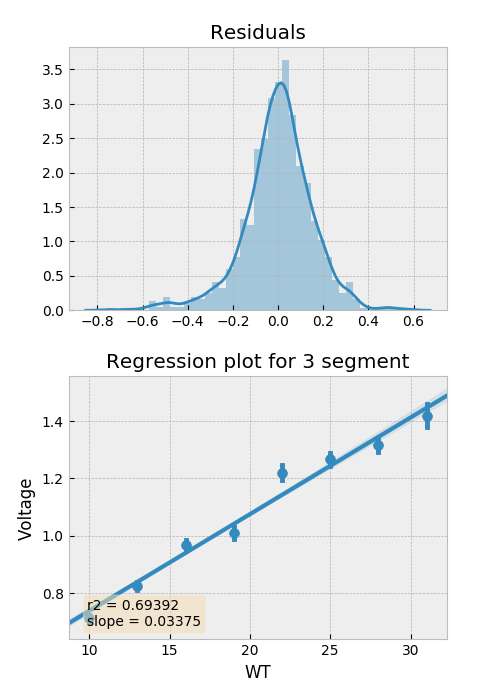 Residuals
3.5
3.0
2.5
2.0
1.5
1.0
0.5
0.0
−0.8 −0.6 −0.4 −0.2 0.0 0.2 0.4 0.6
Regression plot for 3 segment
1.4
1.2
1.0
0.8
Voltage
r2 = 0.69392
slope = 0.03375
10 15 20 25 30
WT